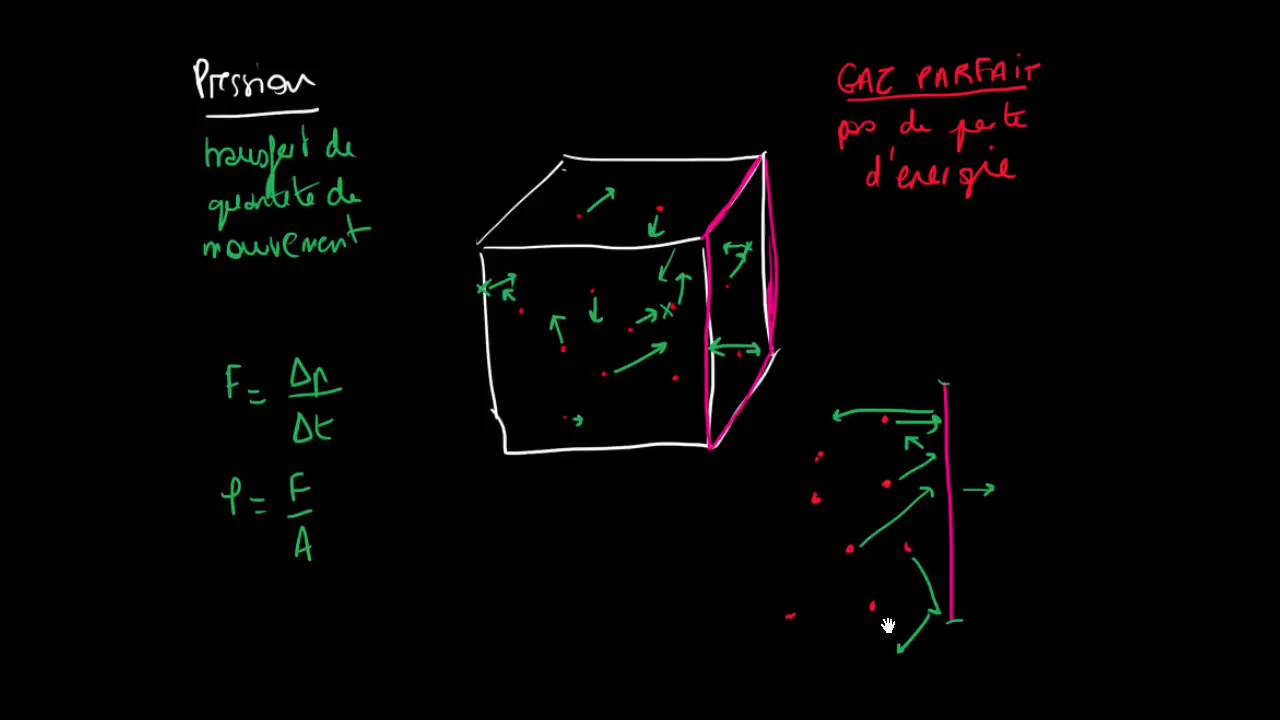 Pression
transfert de
quantité de
mouvement
F = Δp
Δt
P = F
A
GAZ PARFAIT
pas de perte
d'énergie